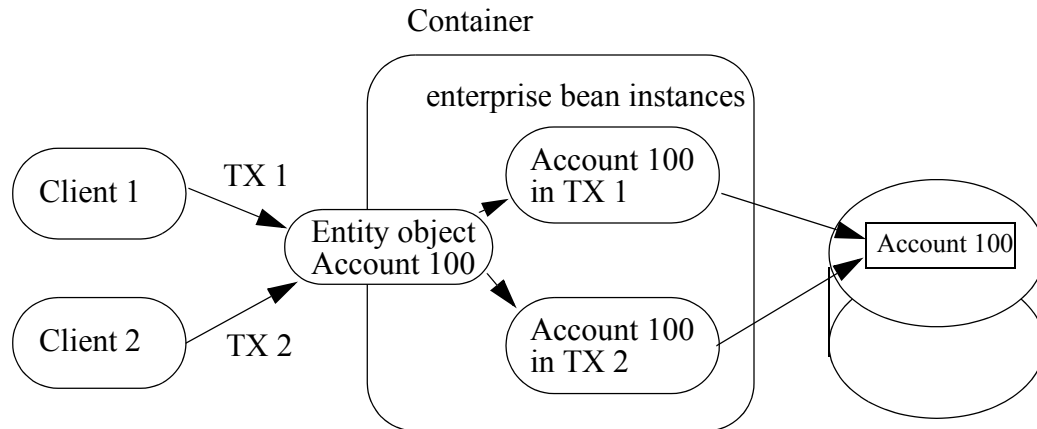 Container
enterprise bean instances
Client 1
TX 1
Entity object
Account 100
Account 100
in TX 1
Account 100
Client 2
TX 2
Account 100
in TX 2